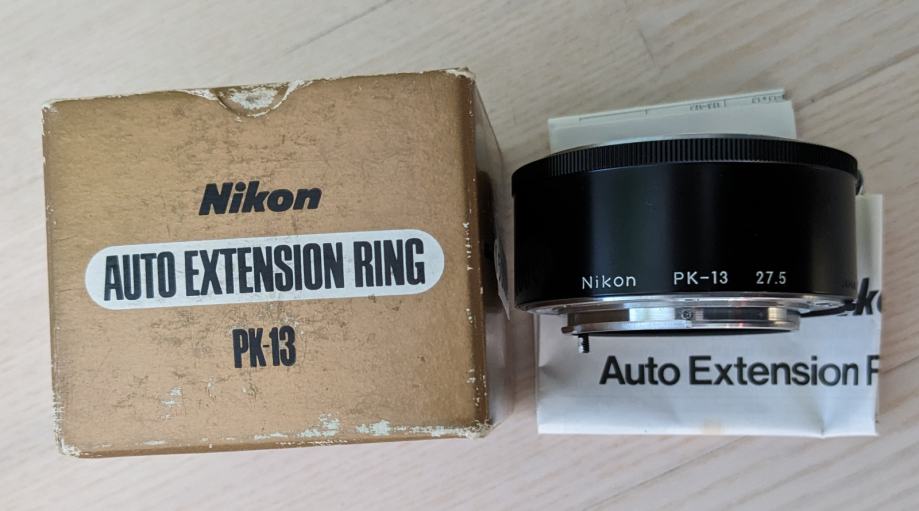 Nikon
AUTO EXTENSION RING
PK-13
Nikon PK-13 27.5
Auto Extension